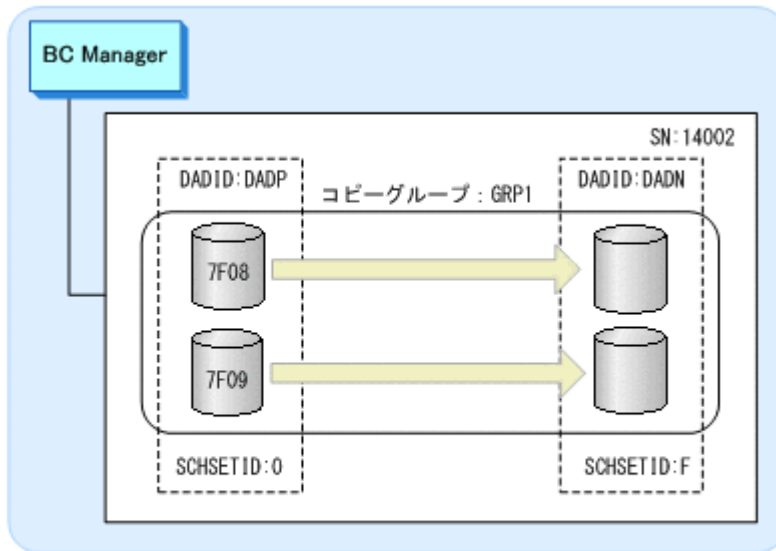 BC Manager
SN:14002
DADID:DADP
DADID:DADN
コピーグループ：GRP1
7F08
7F09
SCHSETID:0
SCHSETID:F